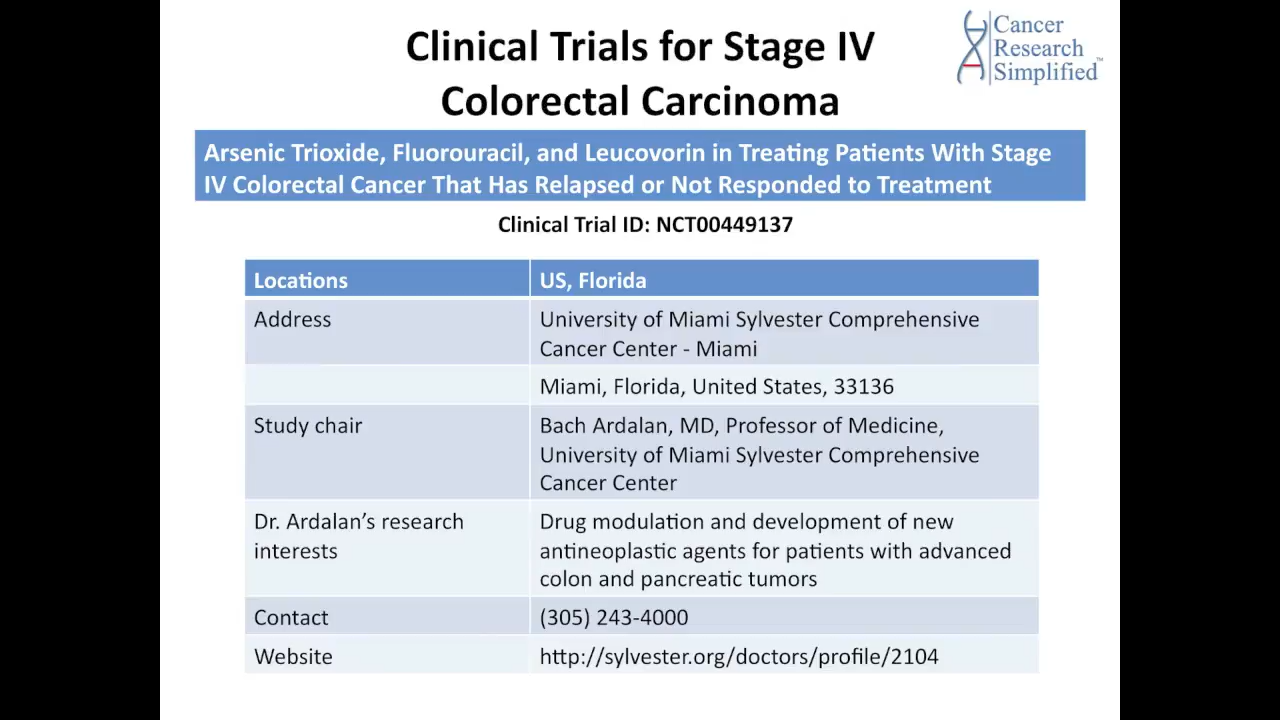 Clinical Trials for Stage IV
Colorectal Carcinoma
Cancer
Research
Simplified™
Arsenic Trioxide, Fluorouracil, and Leucovorin in Treating Patients With Stage
IV Colorectal Cancer That Has Relapsed or Not Responded to Treatment
Clinical Trial ID: NCT00449137
Locations
US, Florida
Address
University of Miami Sylvester Comprehensive
Cancer Center - Miami
Miami, Florida, United States, 33136
Study chair
Bach Ardalan, MD, Professor of Medicine,
University of Miami Sylvester Comprehensive
Cancer Center
Dr. Ardalan’s research
interests
Drug modulation and development of new
antineoplastic agents for patients with advanced
colon and pancreatic tumors
Contact
(305) 243-4000
Website
http://sylvester.org/doctors/profile/2104